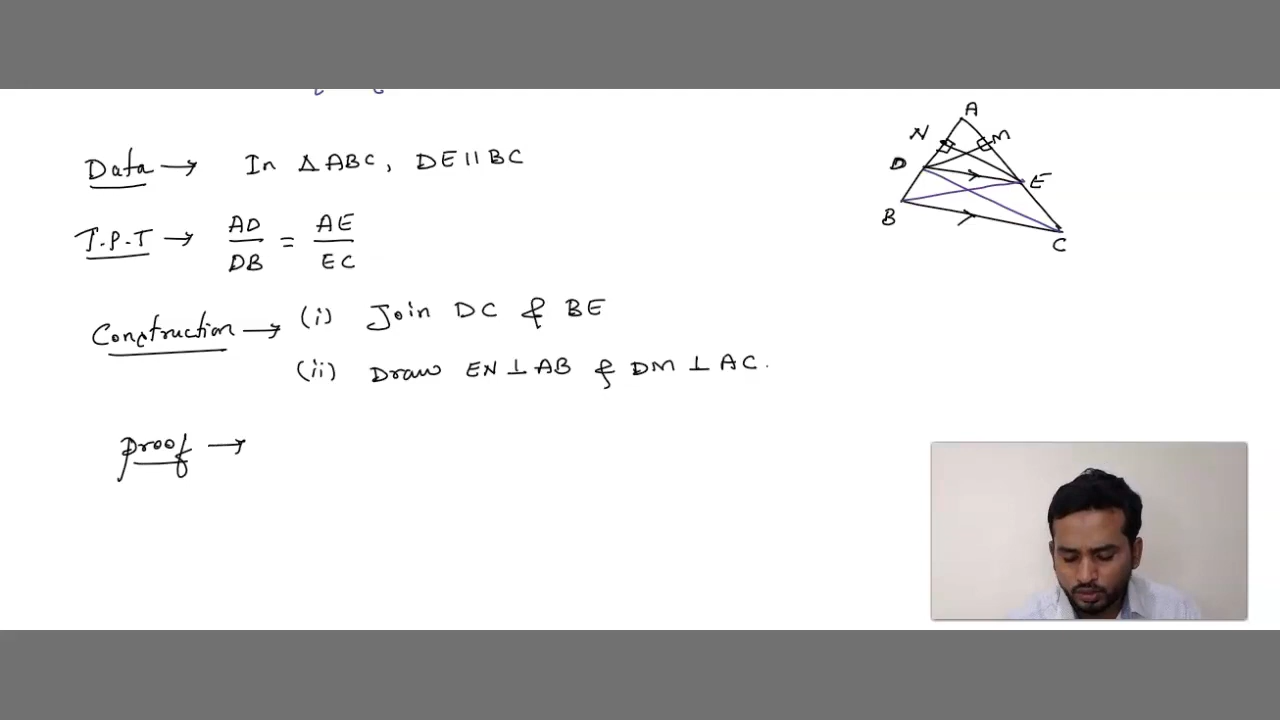 Data → In △ABC, DE || BC
T.P.T → AD/DB = AE/EC
Construction → (i) Join DC & BE
(ii) Draw EN ⊥ AB & DM ⊥ AC.
Proof →
A
N
M
D
E
B
C